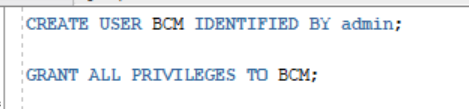 CREATE USER BCM IDENTIFIED BY admin;
GRANT ALL PRIVILEGES TO BCM;